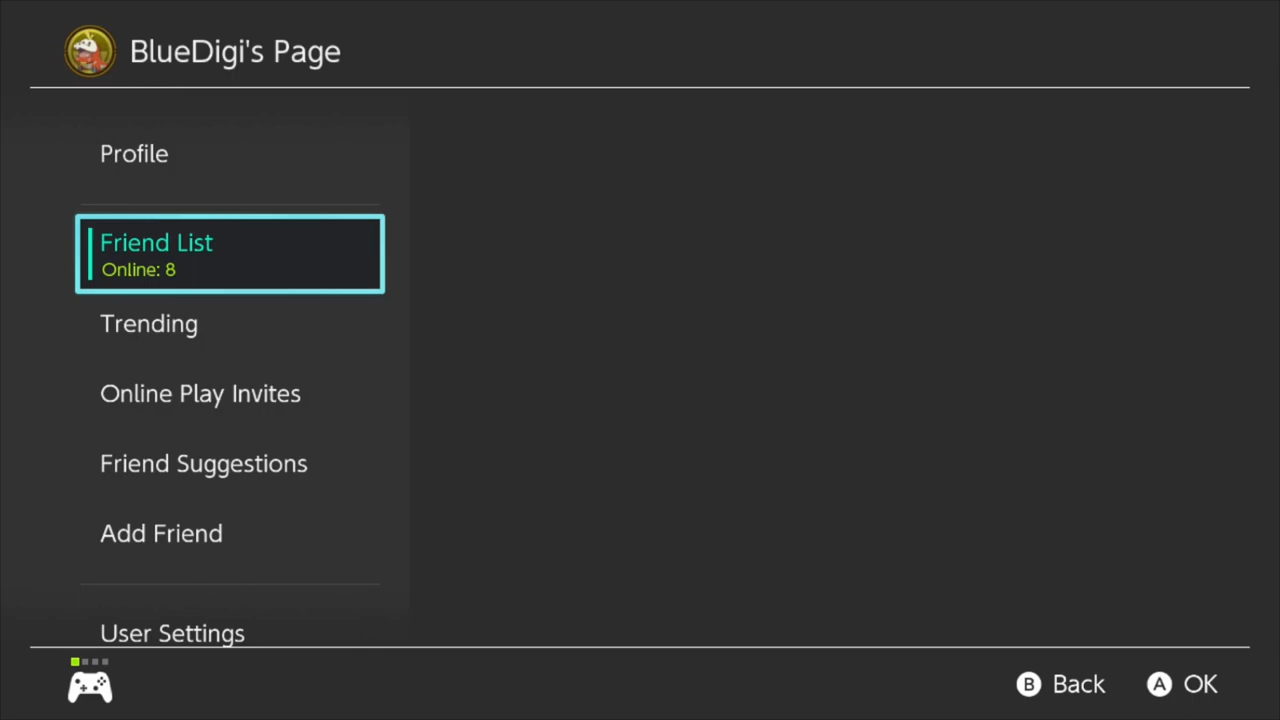 BlueDigi's Page
Profile
Friend List
Online: 8
Trending
Online Play Invites
Friend Suggestions
Add Friend
User Settings
B Back A OK